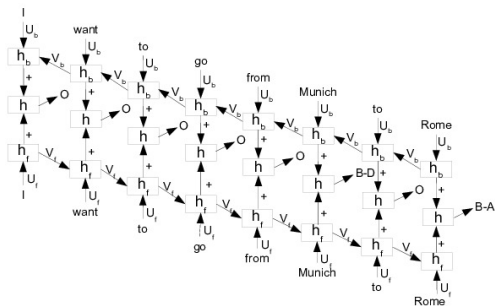 I want to go from Munich to Rome
U_b U_b U_b U_b U_b U_b U_b U_b
h_b V_b h_b V_b h_b V_b h_b V_b h_b V_b h_b V_b h_b V_b h_b
+ + + + + + + +
h O h O h O h O h O h B-D h O h B-A
+ + + + + + + +
h_f V_f h_f V_f h_f V_f h_f V_f h_f V_f h_f V_f h_f V_f h_f
U_f U_f U_f U_f U_f U_f U_f U_f
I want to go from Munich to Rome